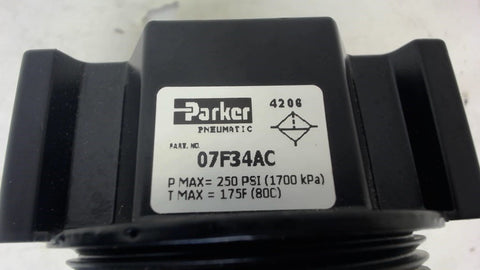 Parker
4206
PNEUMATIC
PART. NO.
07F34AC
P MAX = 250 PSI (1700 kPa)
T MAX = 175F (80C)